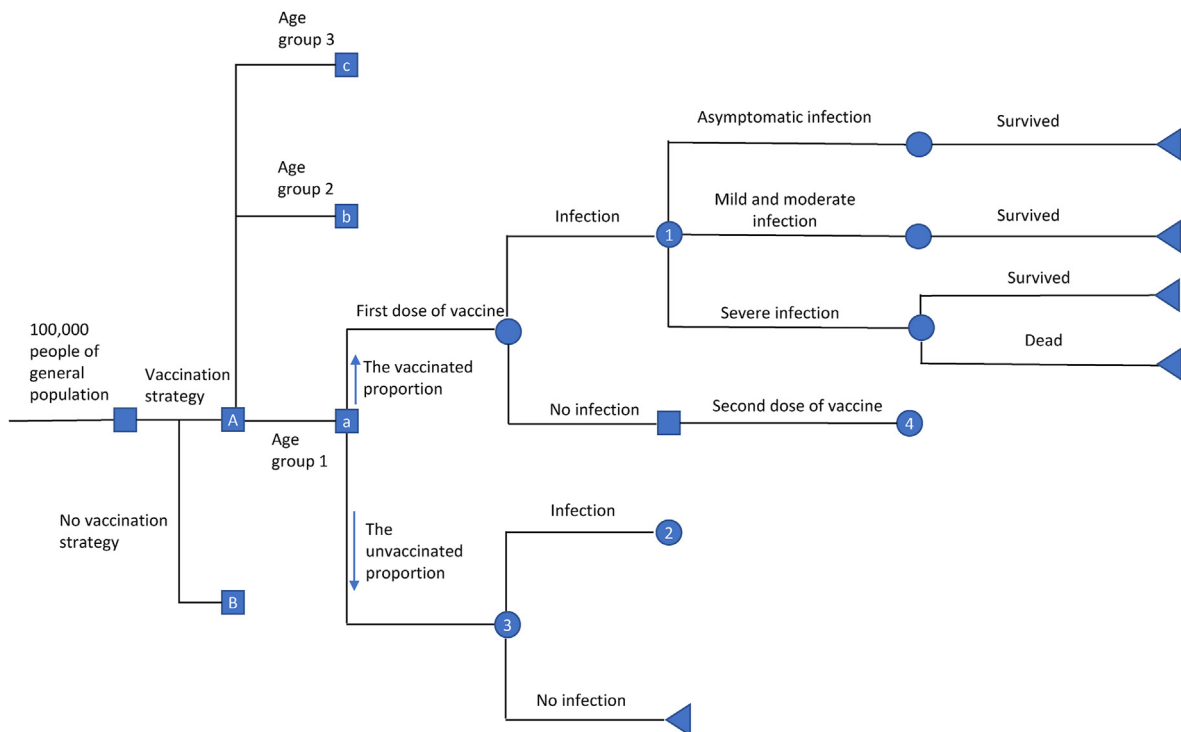 Age
group 3
c
Age
group 2
b
Asymptomatic infection
Survived
Mild and moderate
infection
Survived
Infection
1
Survived
Severe infection
Dead
First dose of vaccine
100,000
people of
general
population
Vaccination
strategy
The vaccinated
proportion
No infection
Second dose of vaccine
4
A
a
Age
group 1
No vaccination
strategy
B
The
unvaccinated
proportion
Infection
2
3
No infection